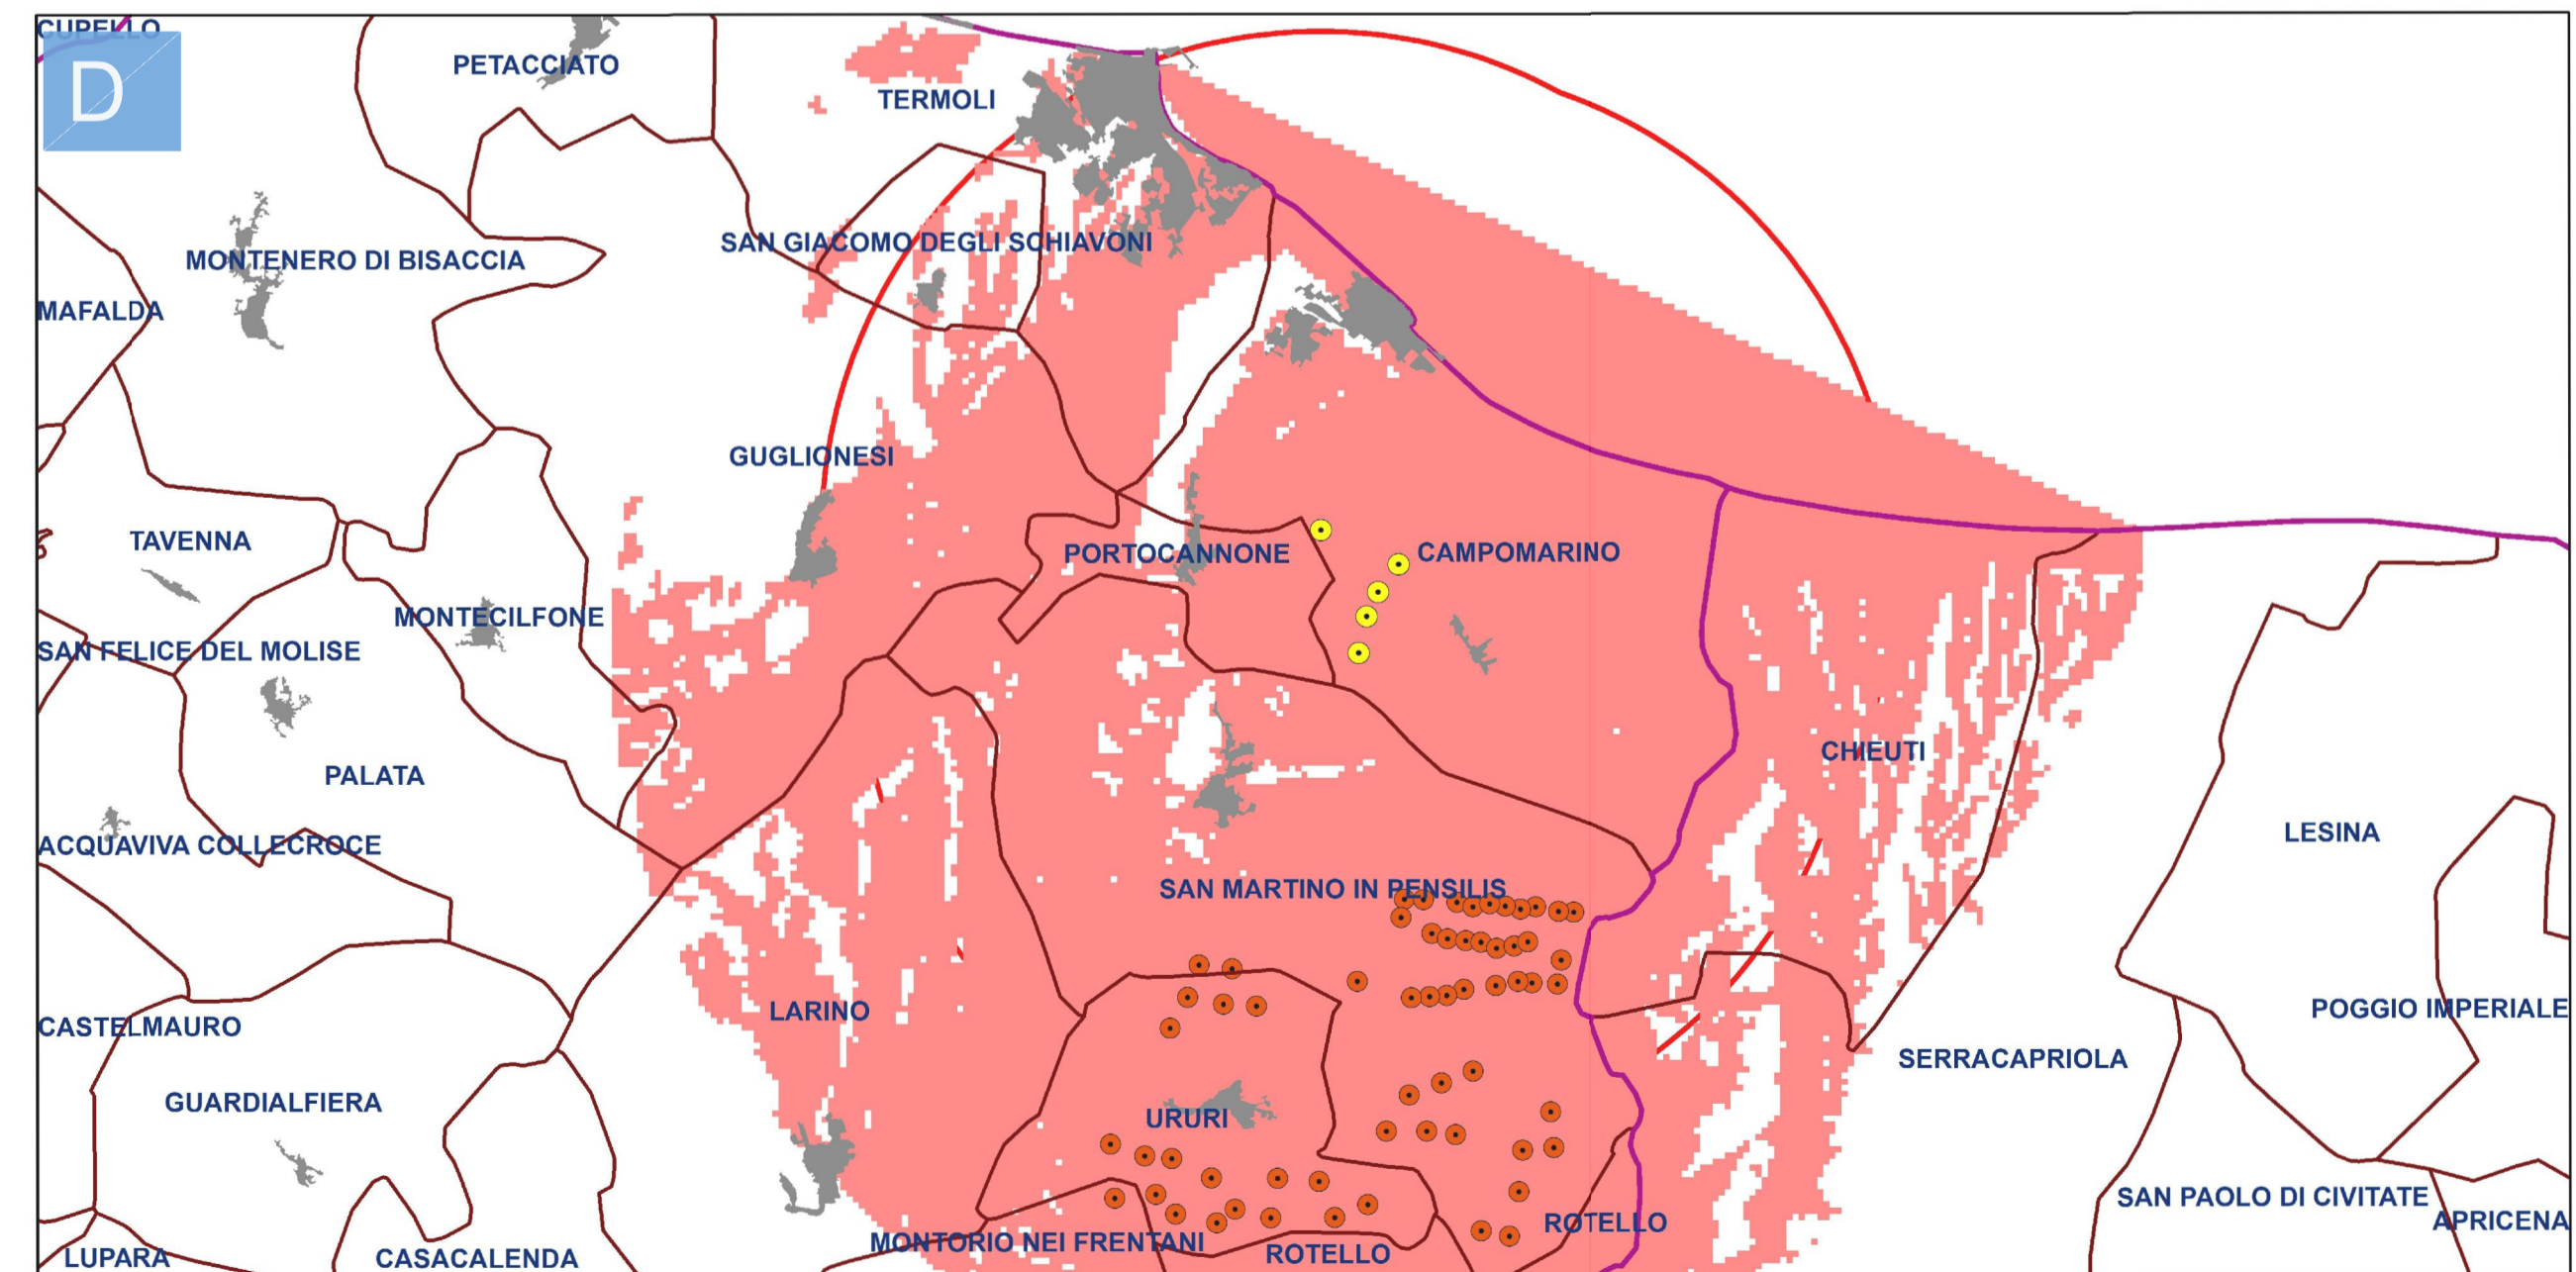 CUPELLO
D
PETACCIATO
TERMOLI
SAN GIACOMO DEGLI SCHIAVONI
MONTENERO DI BISACCIA
MAFALDA
GUGLIONESI
TAVENNA
PORTOCANNONE
CAMPOMARINO
MONTECILFONE
SAN FELICE DEL MOLISE
CHIEUTI
PALATA
LESINA
ACQUAVIVA COLLECROCE
SAN MARTINO IN PENSILIS
LARINO
POGGIO IMPERIALE
CASTELMAURO
SERRACAPRIOLA
GUARDIALFIERA
URURI
SAN PAOLO DI CIVITATE
APRICENA
ROTELLO
MONTORIO NEI FRENTANI
ROTELLO
LUPARA
CASACALENDA